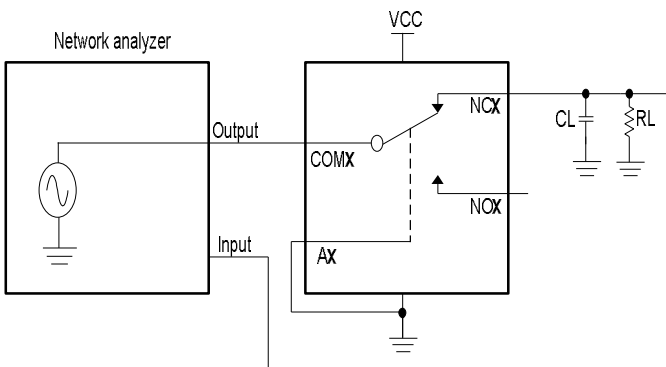 VCC
Network analyzer
Output
COMX
NCX
CL
RL
NOX
Input
AX